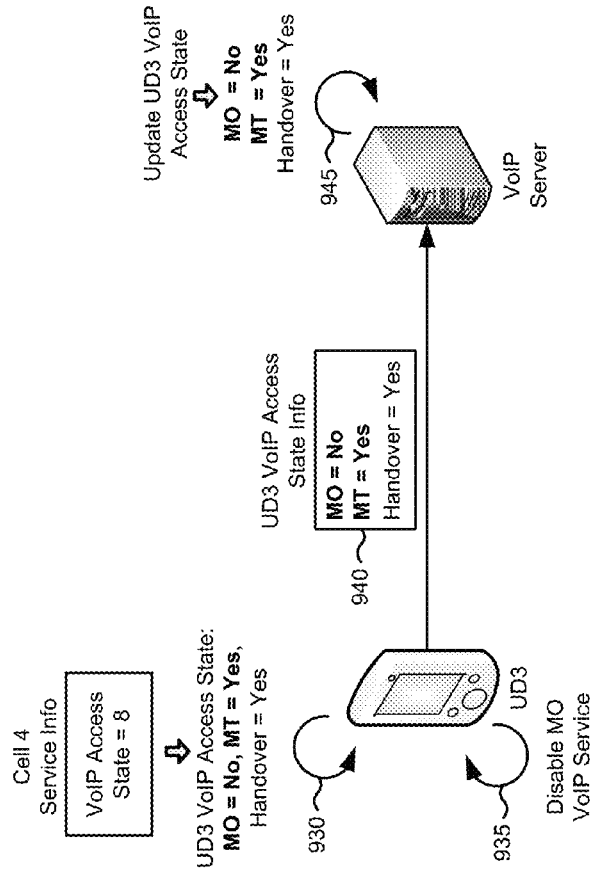 Cell 4
Service Info
VoIP Access
State = 8
UD3 VoIP Access State:
MO = No, MT = Yes,
Handover = Yes
930
935
UD3
Disable MO
VoIP Service
UD3 VoIP Access
State Info
MO = No
MT = Yes
Handover = Yes
940
Update UD3 VoIP
Access State
MO = No
MT = Yes
Handover = Yes
945
VoIP
Server